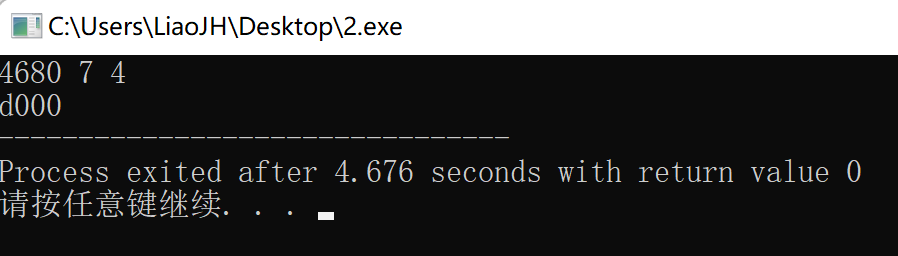 C:\Users\LiaoJH\Desktop\2.exe
4680 7 4
d000
--------------------------------
Process exited after 4.676 seconds with return value 0
请按任意键继续. . .